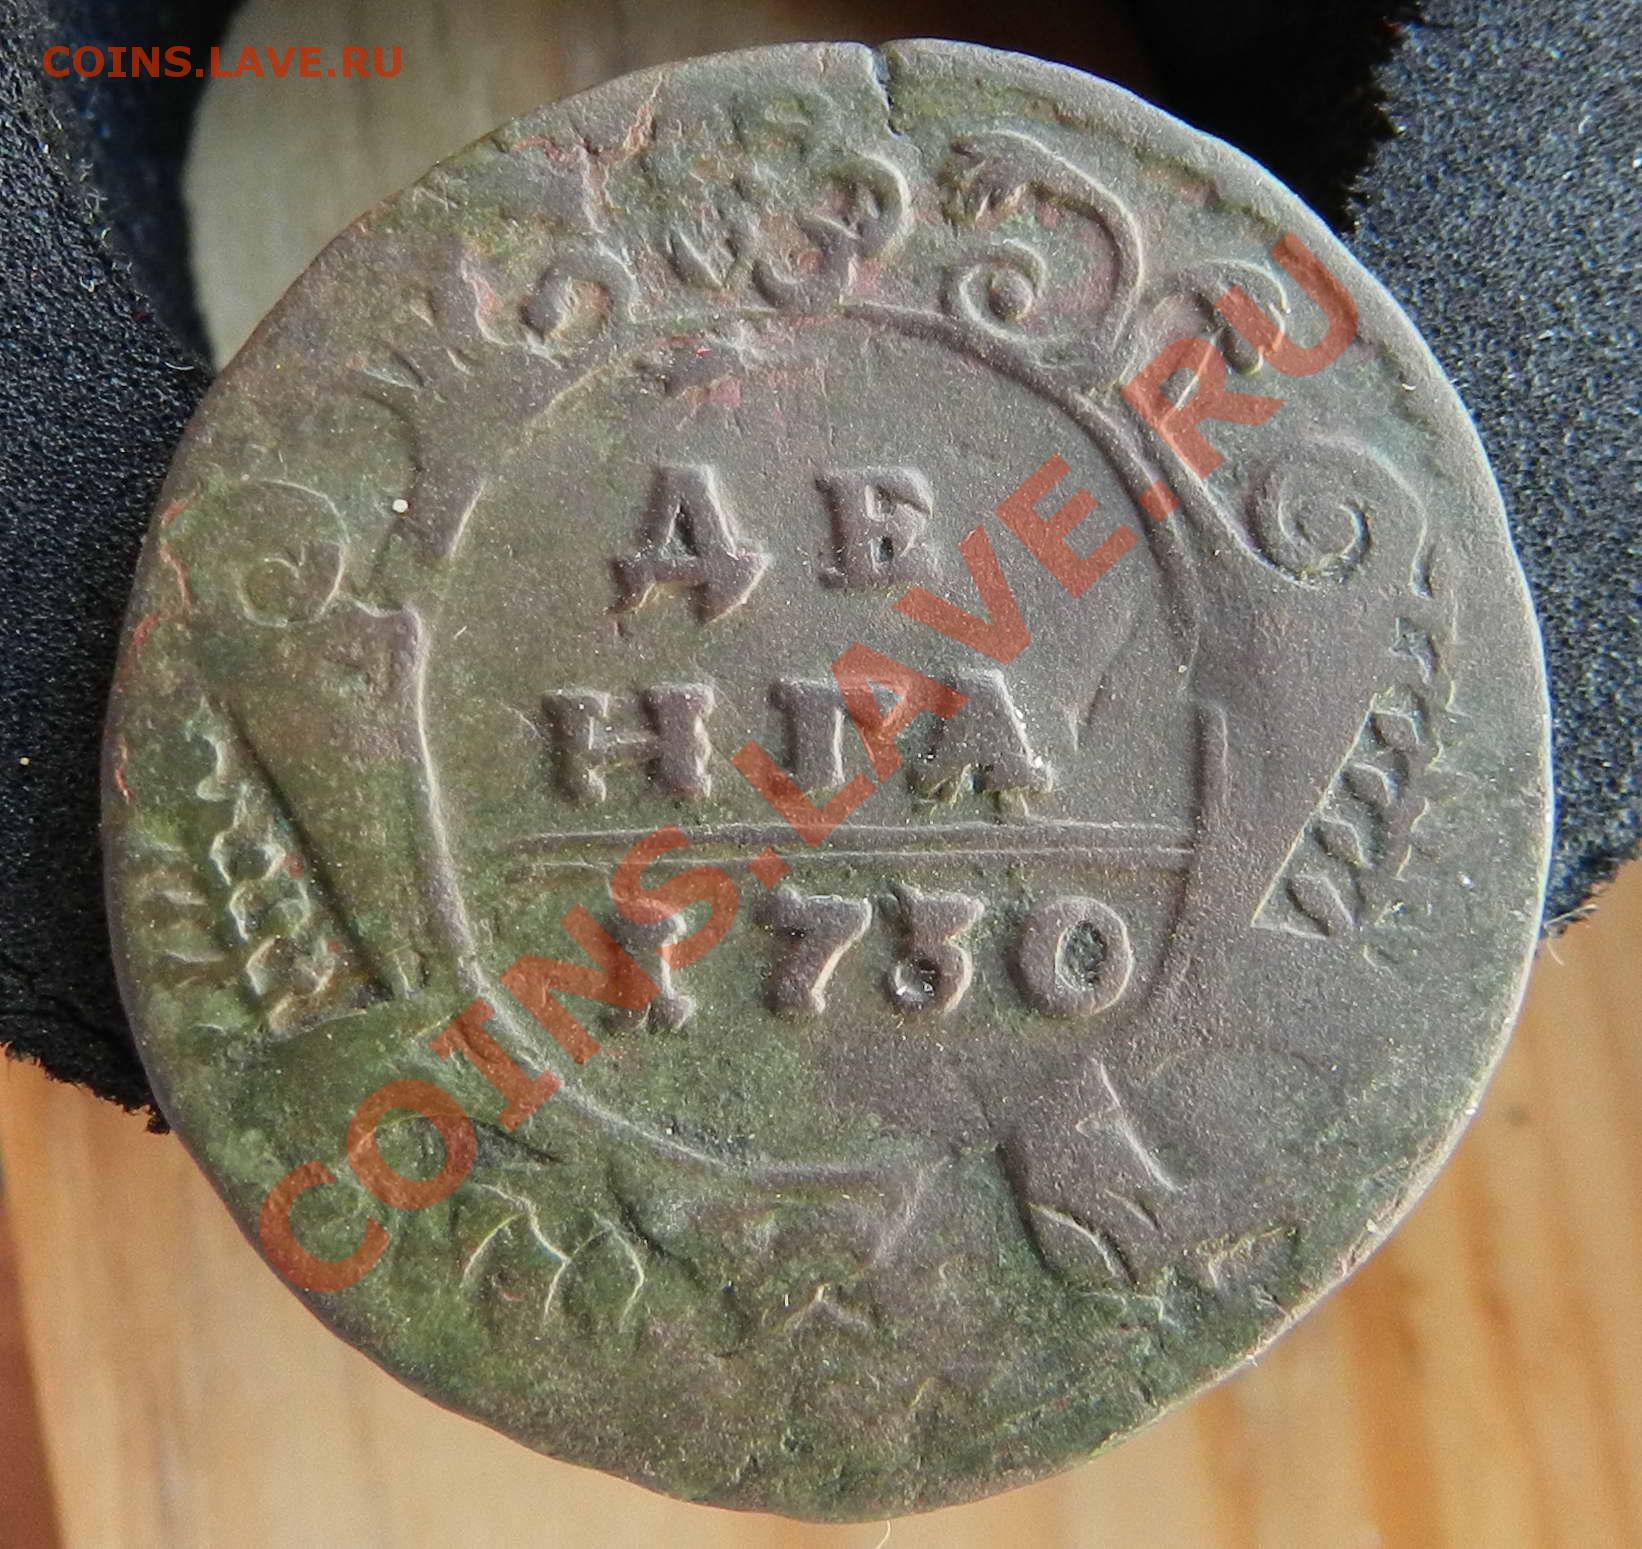 COINS.LAVE.RU
ДЕ
НГА
1730
COINS.LAVE.RU